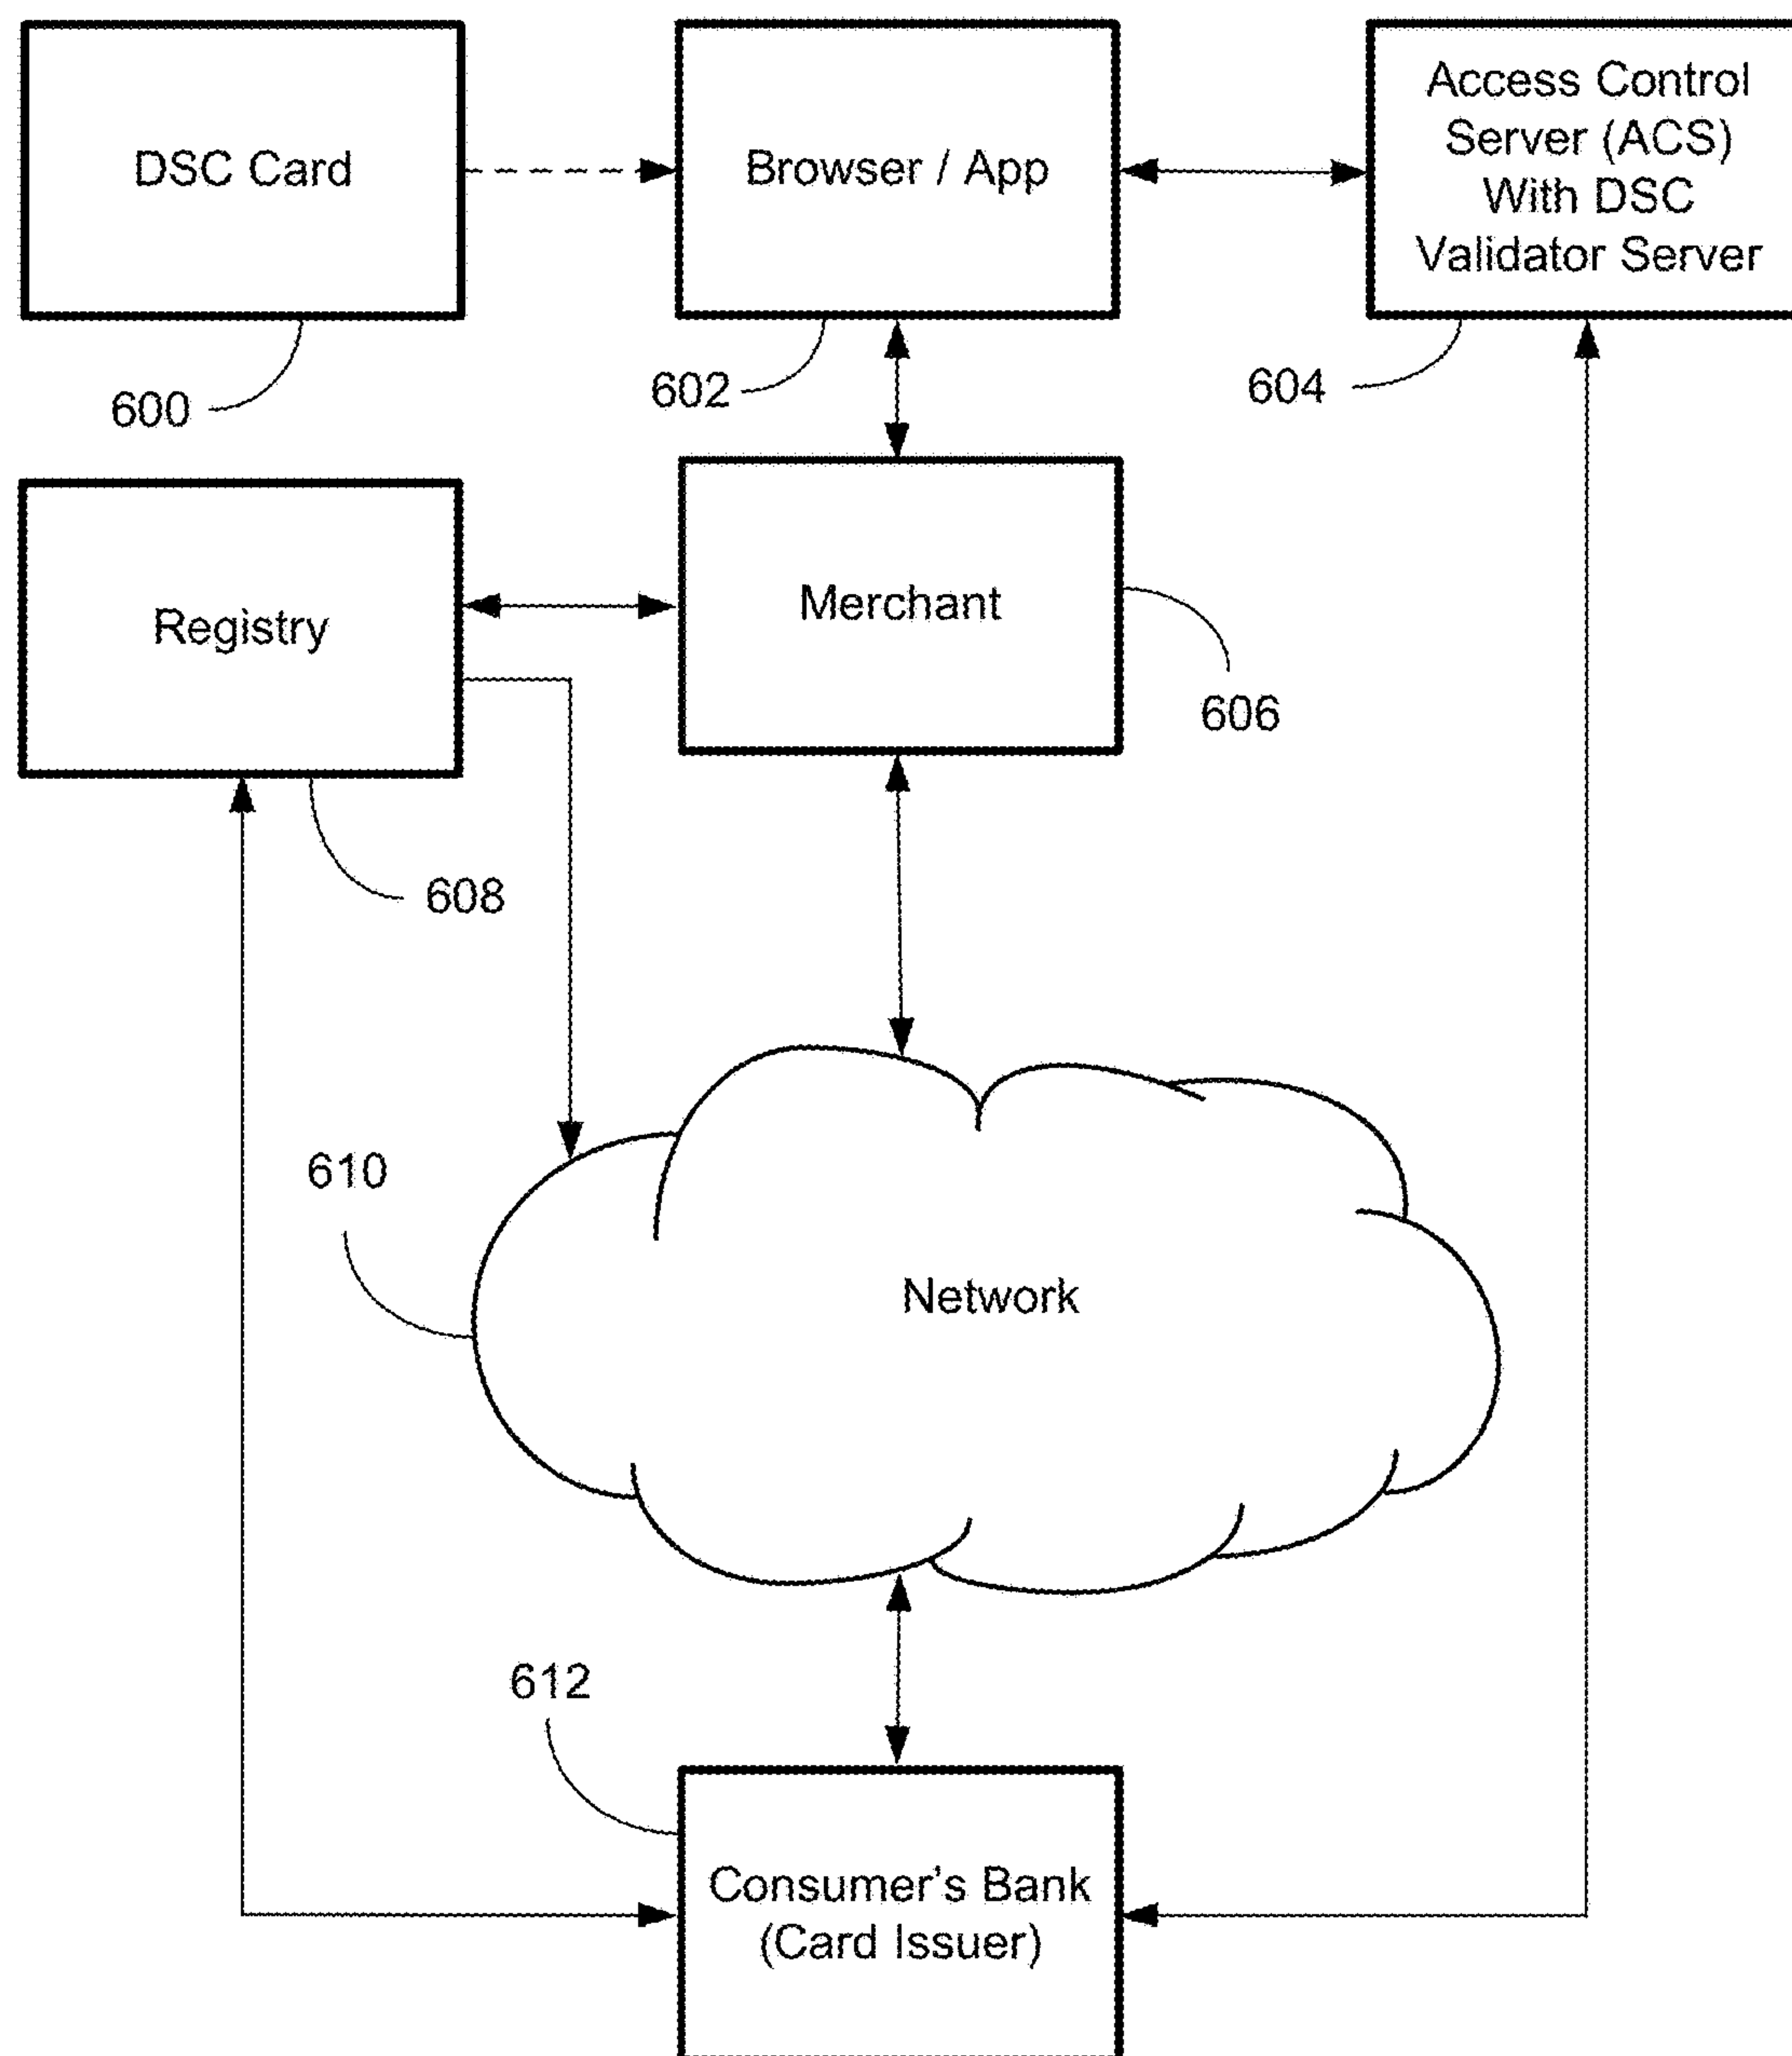 DSC Card
Browser / App
Access Control
Server (ACS)
With DSC
Validator Server
600
602
604
Registry
Merchant
606
608
610
Network
612
Consumer's Bank
(Card Issuer)